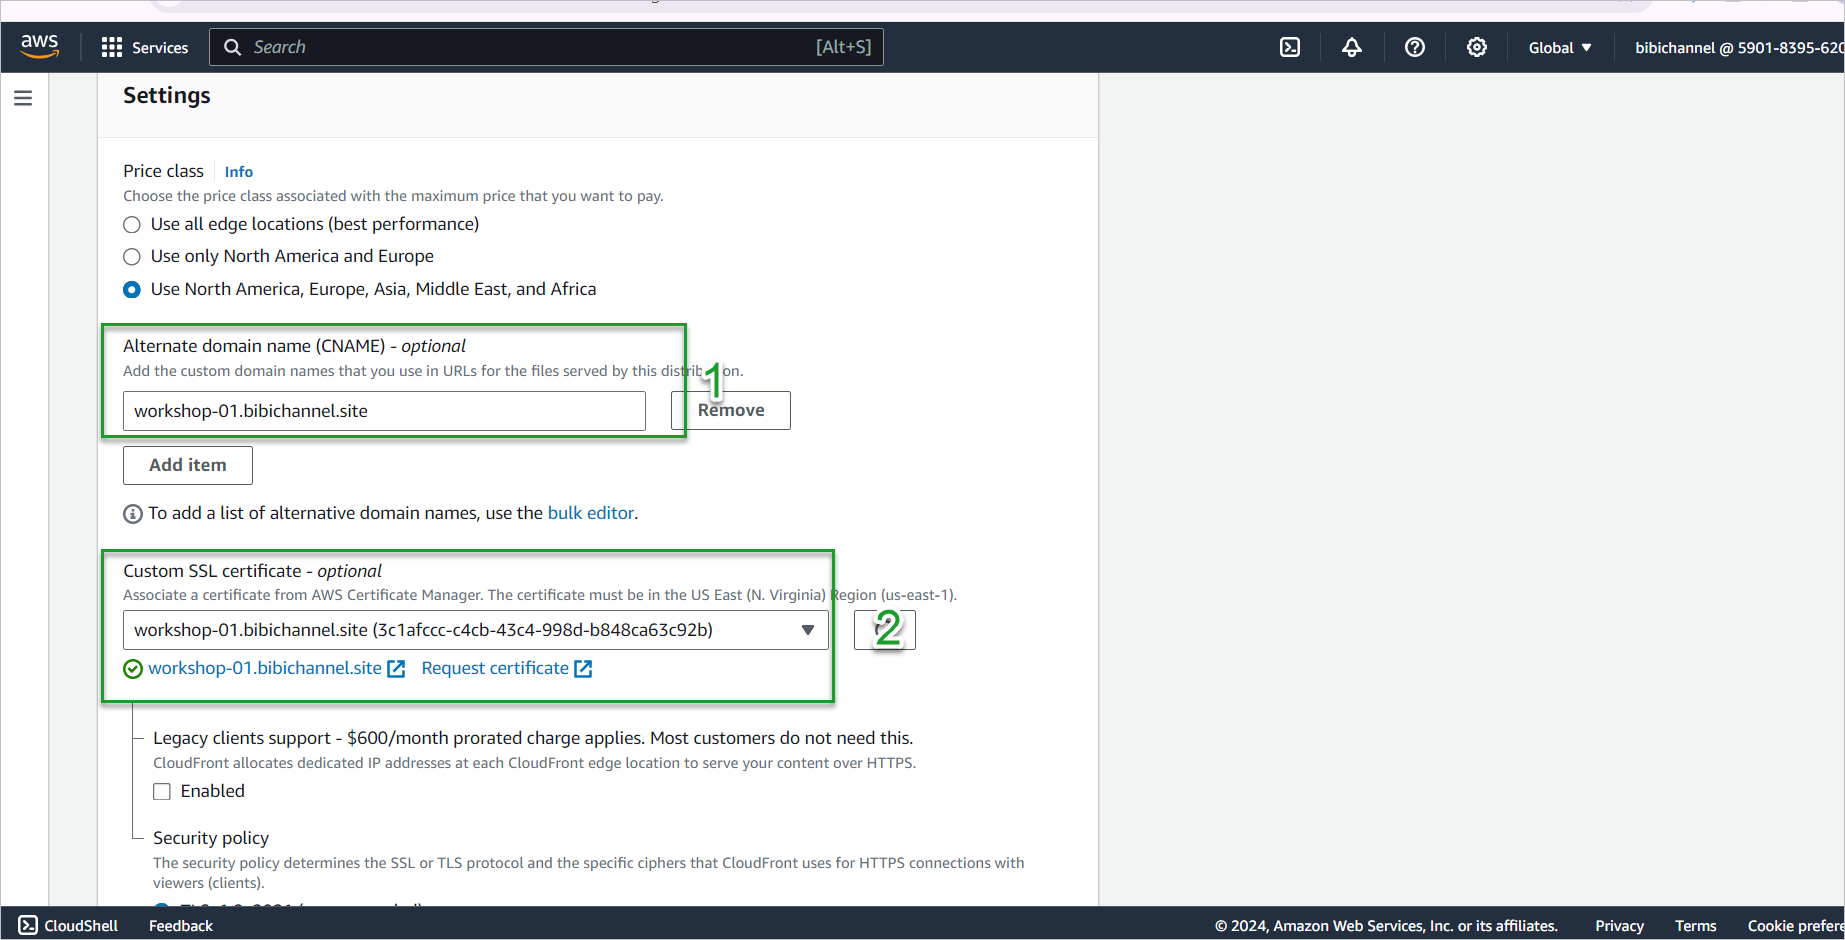 aws
Services
Search
[Alt+S]
Global
bibichannel @ 5901-8395-620
Settings
Price class
Info
Choose the price class associated with the maximum price that you want to pay.
Use all edge locations (best performance)
Use only North America and Europe
Use North America, Europe, Asia, Middle East, and Africa
Alternate domain name (CNAME) - optional
Add the custom domain names that you use in URLs for the files served by this distribution.
1
workshop-01.bibichannel.site
Remove
Add item
To add a list of alternative domain names, use the bulk editor.
Custom SSL certificate - optional
Associate a certificate from AWS Certificate Manager. The certificate must be in the US East (N. Virginia) Region (us-east-1).
workshop-01.bibichannel.site (3c1afccc-c4cb-43c4-998d-b848ca63c92b)
2
workshop-01.bibichannel.site
Request certificate
Legacy clients support - $600/month prorated charge applies. Most customers do not need this.
CloudFront allocates dedicated IP addresses at each CloudFront edge location to serve your content over HTTPS.
Enabled
Security policy
The security policy determines the SSL or TLS protocol and the specific ciphers that CloudFront uses for HTTPS connections with
viewers (clients).
CloudShell
Feedback
© 2024, Amazon Web Services, Inc. or its affiliates.
Privacy
Terms
Cookie prefere